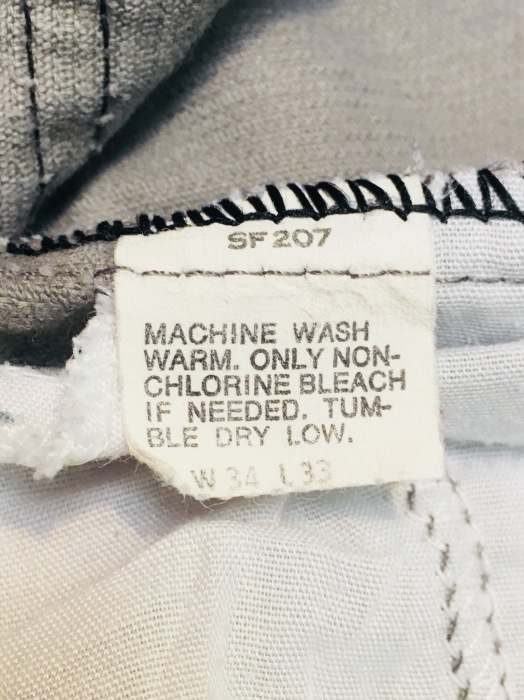 SF 207
MACHINE WASH
WARM. ONLY NON-
CHLORINE BLEACH
IF NEEDED. TUM-
BLE DRY LOW.
W 34 L 33